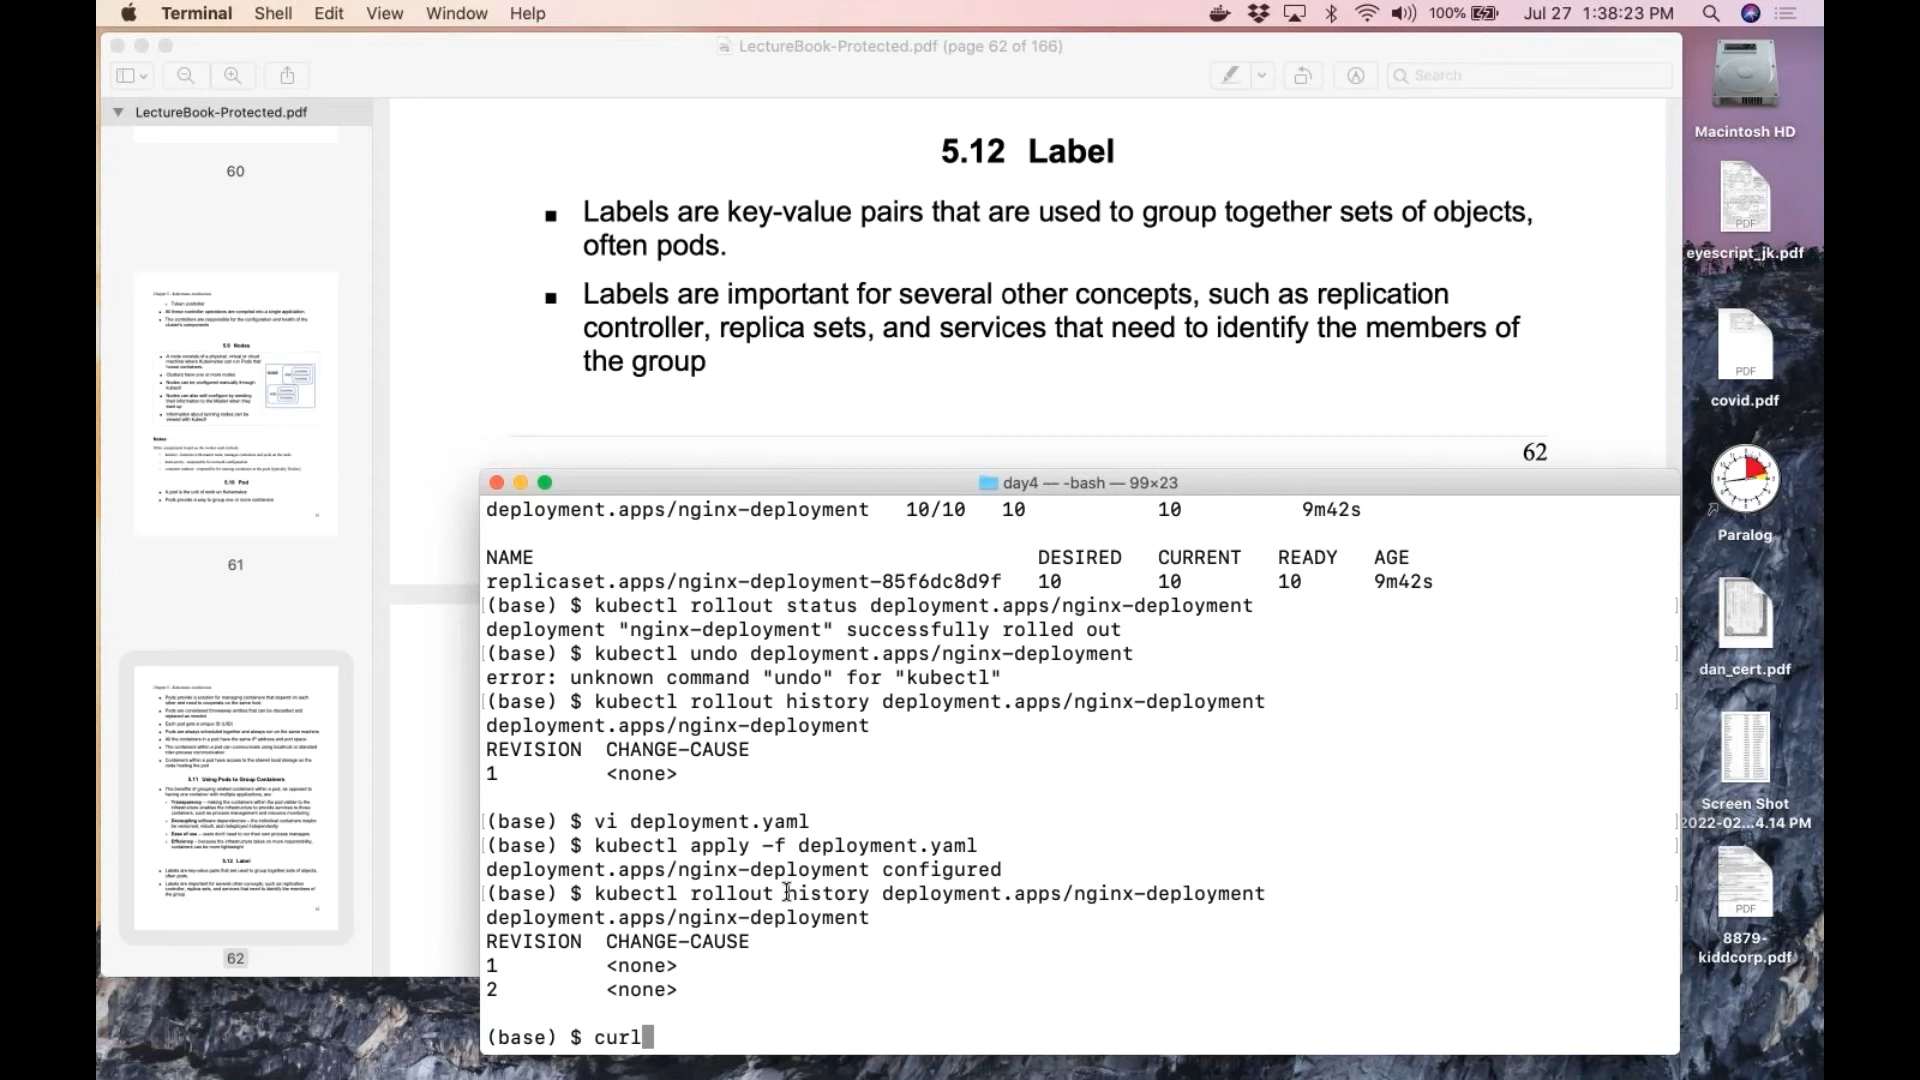 Terminal Shell Edit View Window Help 100% Jul 27 1:38:23 PM
LectureBook-Protected.pdf (page 62 of 166)
Search
LectureBook-Protected.pdf
60
61
62
5.12 Label
▪ Labels are key-value pairs that are used to group together sets of objects,
often pods.
▪ Labels are important for several other concepts, such as replication
controller, replica sets, and services that need to identify the members of
the group
62
day4 — -bash — 99×23
deployment.apps/nginx-deployment 10/10 10 10 9m42s
NAME DESIRED CURRENT READY AGE
replicaset.apps/nginx-deployment-85f6dc8d9f 10 10 10 9m42s
(base) $ kubectl rollout status deployment.apps/nginx-deployment
deployment "nginx-deployment" successfully rolled out
(base) $ kubectl undo deployment.apps/nginx-deployment
error: unknown command "undo" for "kubectl"
(base) $ kubectl rollout history deployment.apps/nginx-deployment
deployment.apps/nginx-deployment
REVISION CHANGE-CAUSE
1 <none>
(base) $ vi deployment.yaml
(base) $ kubectl apply -f deployment.yaml
deployment.apps/nginx-deployment configured
(base) $ kubectl rollout history deployment.apps/nginx-deployment
deployment.apps/nginx-deployment
REVISION CHANGE-CAUSE
1 <none>
2 <none>
(base) $ curl
Macintosh HD
PDF
eyescript_jk.pdf
PDF
covid.pdf
Paralog
dan_cert.pdf
Screen Shot
2022-02...4.14 PM
PDF
8879-
kiddcorp.pdf